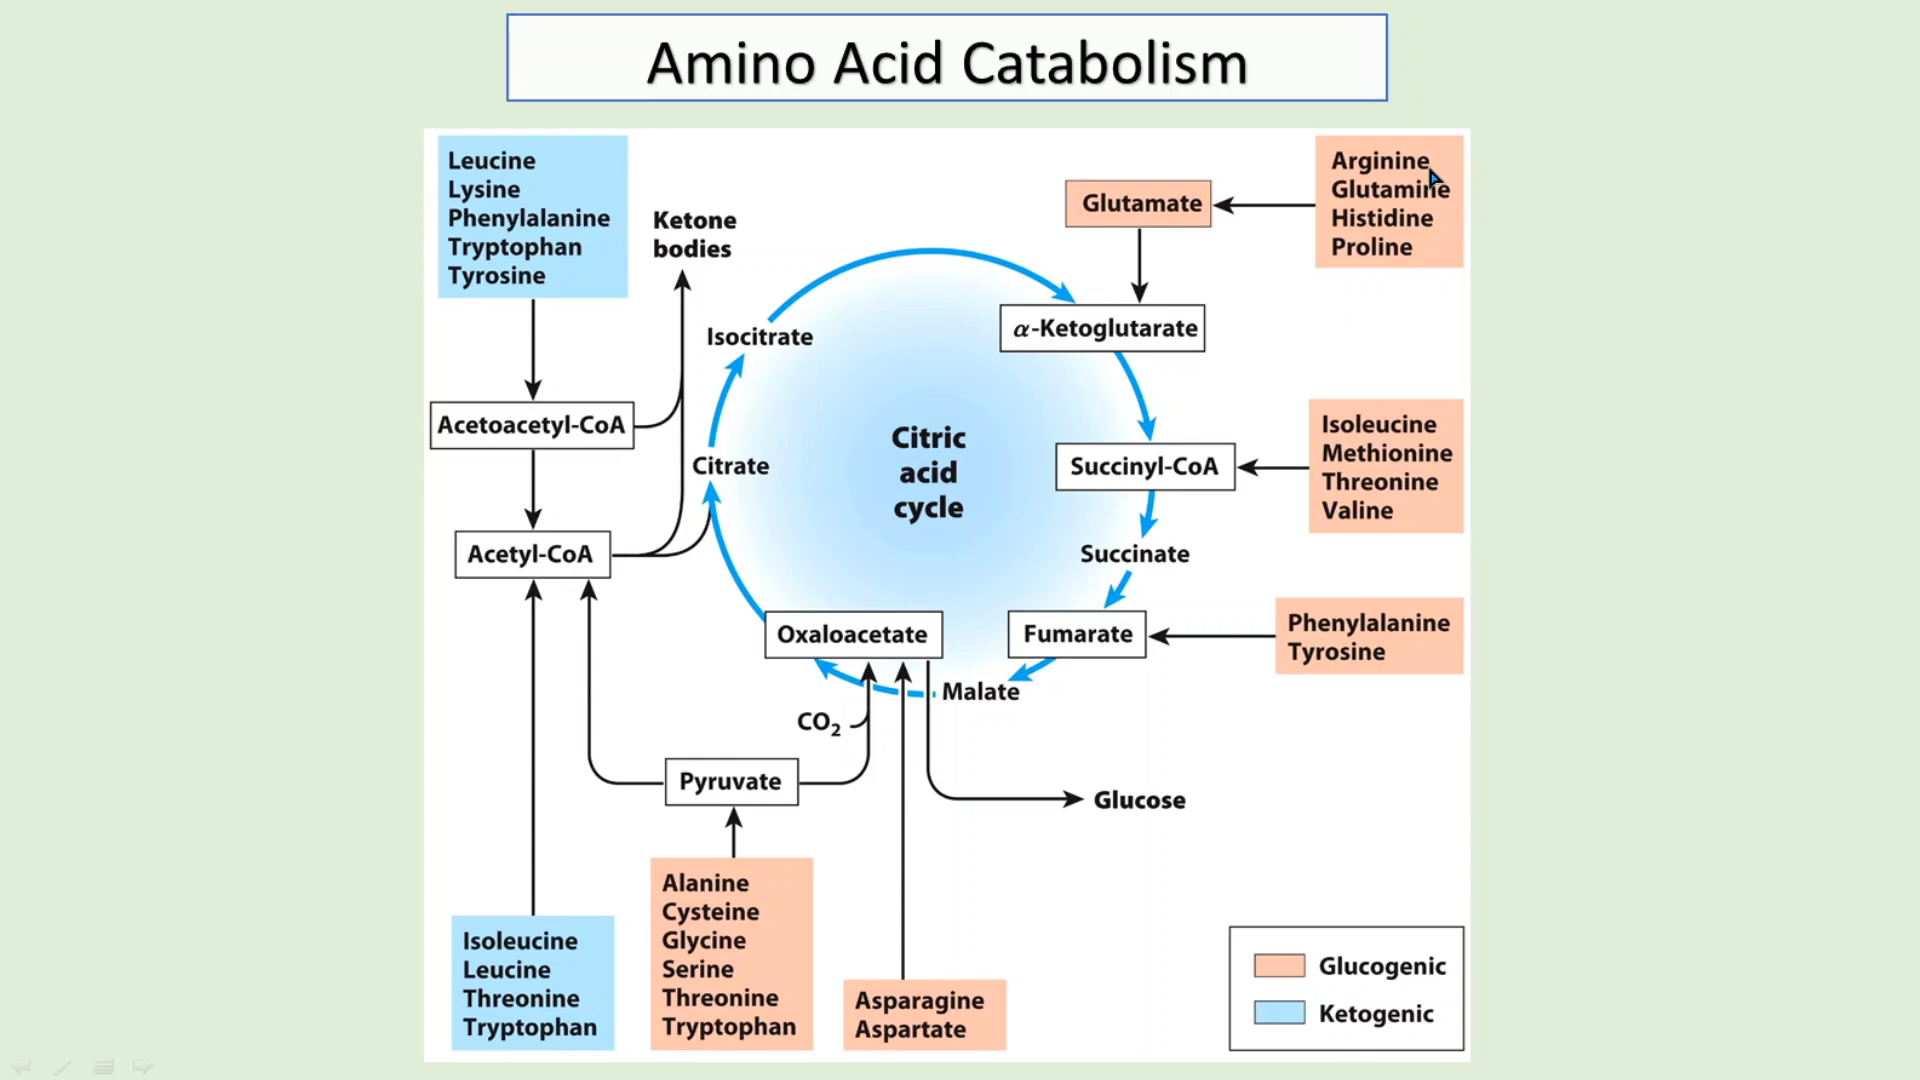 Amino Acid Catabolism
Leucine
Lysine
Phenylalanine
Tryptophan
Tyrosine
Ketone
bodies
Glutamate
Arginine
Glutamine
Histidine
Proline
Isocitrate
α-Ketoglutarate
Acetoacetyl-CoA
Citrate
Citric
acid
cycle
Succinyl-CoA
Isoleucine
Methionine
Threonine
Valine
Acetyl-CoA
Succinate
Oxaloacetate
Fumarate
Phenylalanine
Tyrosine
Malate
CO₂
Pyruvate
Glucose
Isoleucine
Leucine
Threonine
Tryptophan
Alanine
Cysteine
Glycine
Serine
Threonine
Tryptophan
Asparagine
Aspartate
Glucogenic
Ketogenic